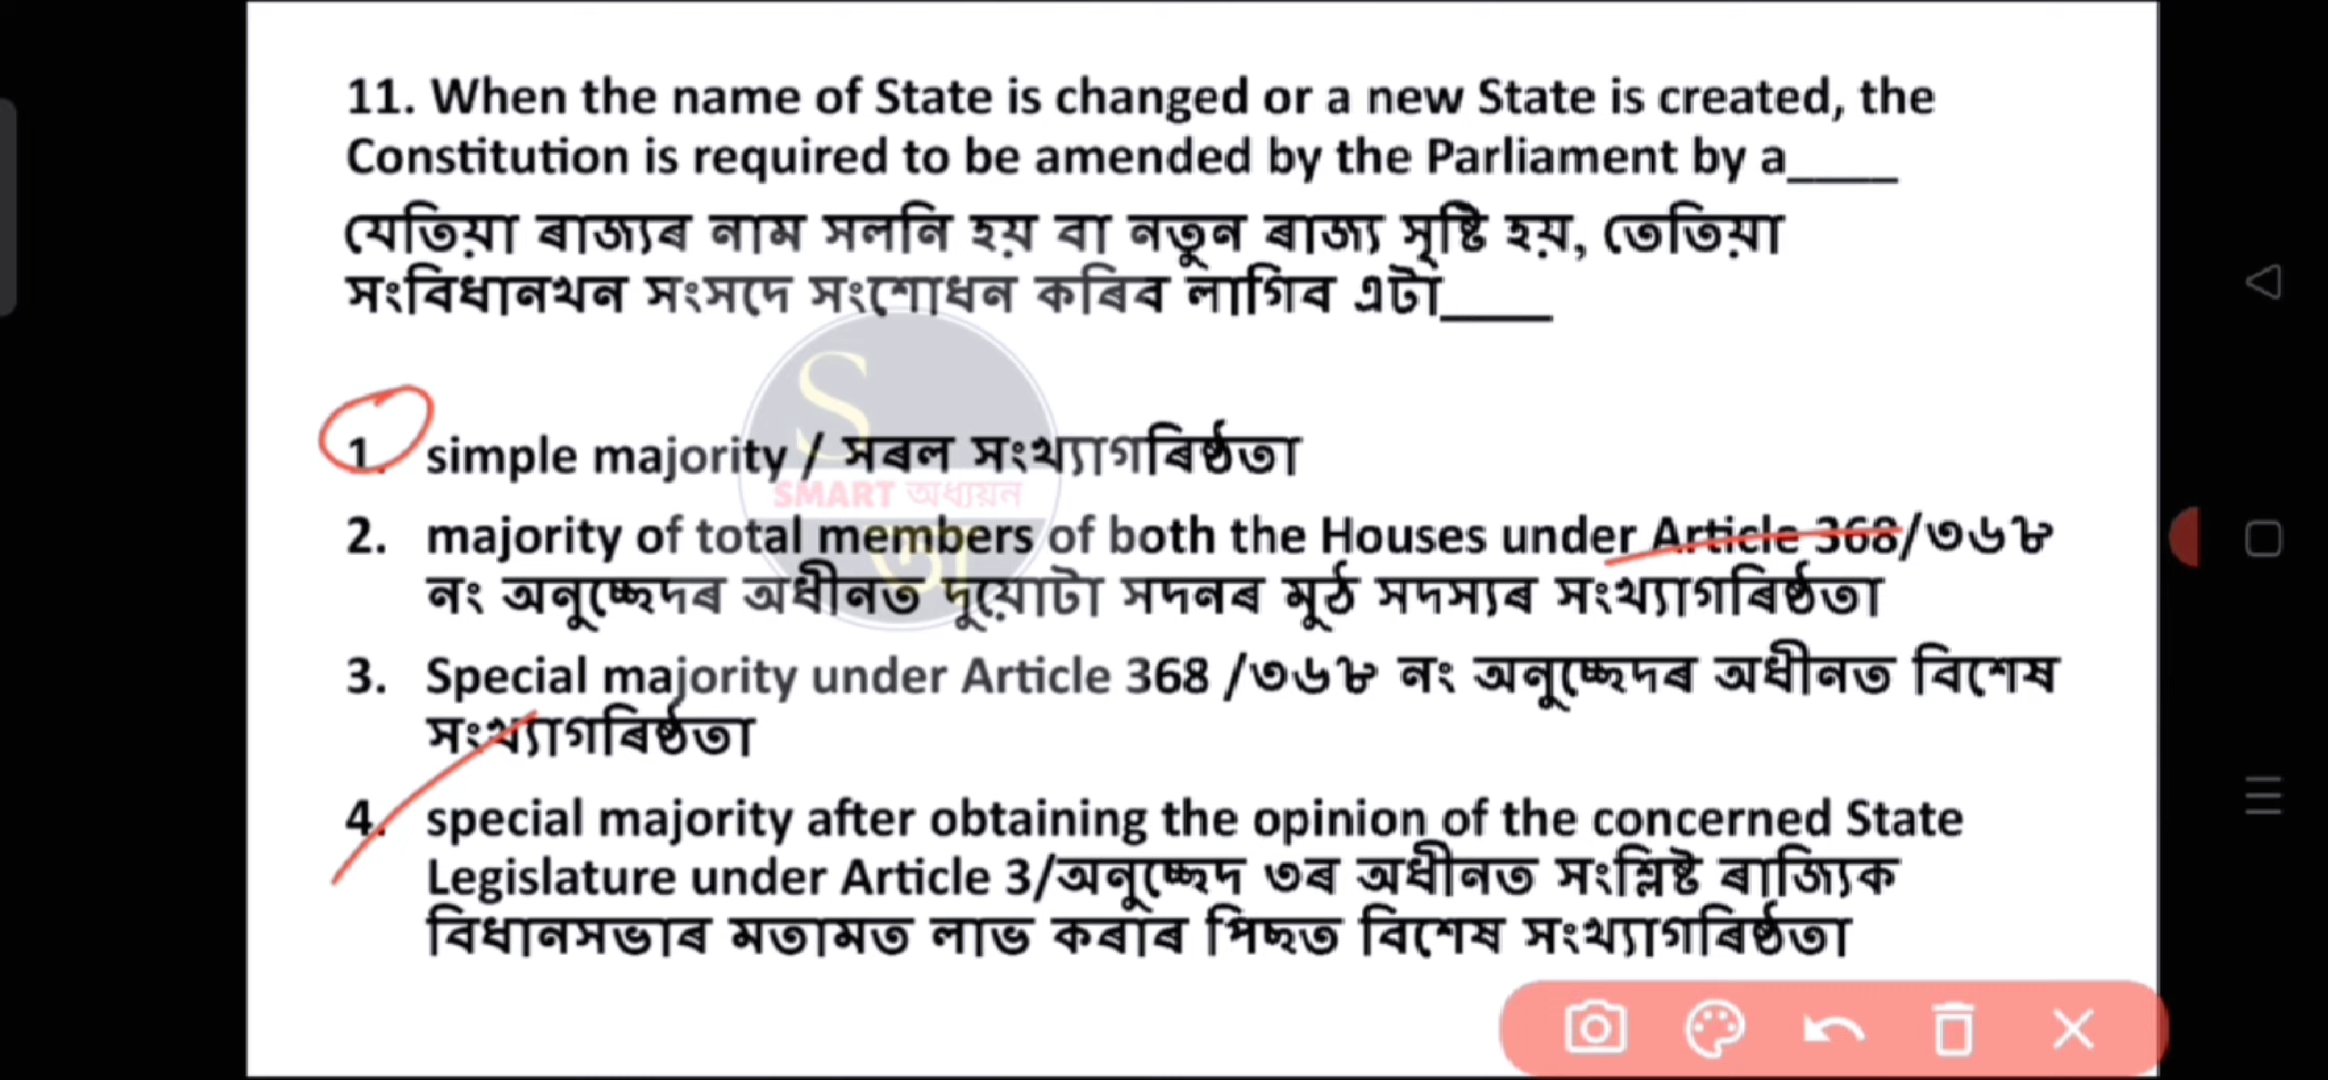 11. When the name of State is changed or a new State is created, the
Constitution is required to be amended by the Parliament by a____
যেতিয়া ৰাজ্যৰ নাম সলনি হয় বা নতুন ৰাজ্য সৃষ্টি হয়, তেতিয়া
সংবিধানখন সংসদে সংশোধন কৰিব লাগিব এটা____
1. simple majority / সৰল সংখ্যাগৰিষ্ঠতা
SMART অধ্যয়ন
2. majority of total members of both the Houses under Article 368/৩৬৮
নং অনুচ্ছেদৰ অধীনত দুয়োটা সদনৰ মুঠ সদস্যৰ সংখ্যাগৰিষ্ঠতা
3. Special majority under Article 368 /৩৬৮ নং অনুচ্ছেদৰ অধীনত বিশেষ
সংখ্যাগৰিষ্ঠতা
4. special majority after obtaining the opinion of the concerned State
Legislature under Article 3/অনুচ্ছেদ ৩ৰ অধীনত সংশ্লিষ্ট ৰাজ্যিক
বিধানসভাৰ মতামত লাভ কৰাৰ পিছত বিশেষ সংখ্যাগৰিষ্ঠতা